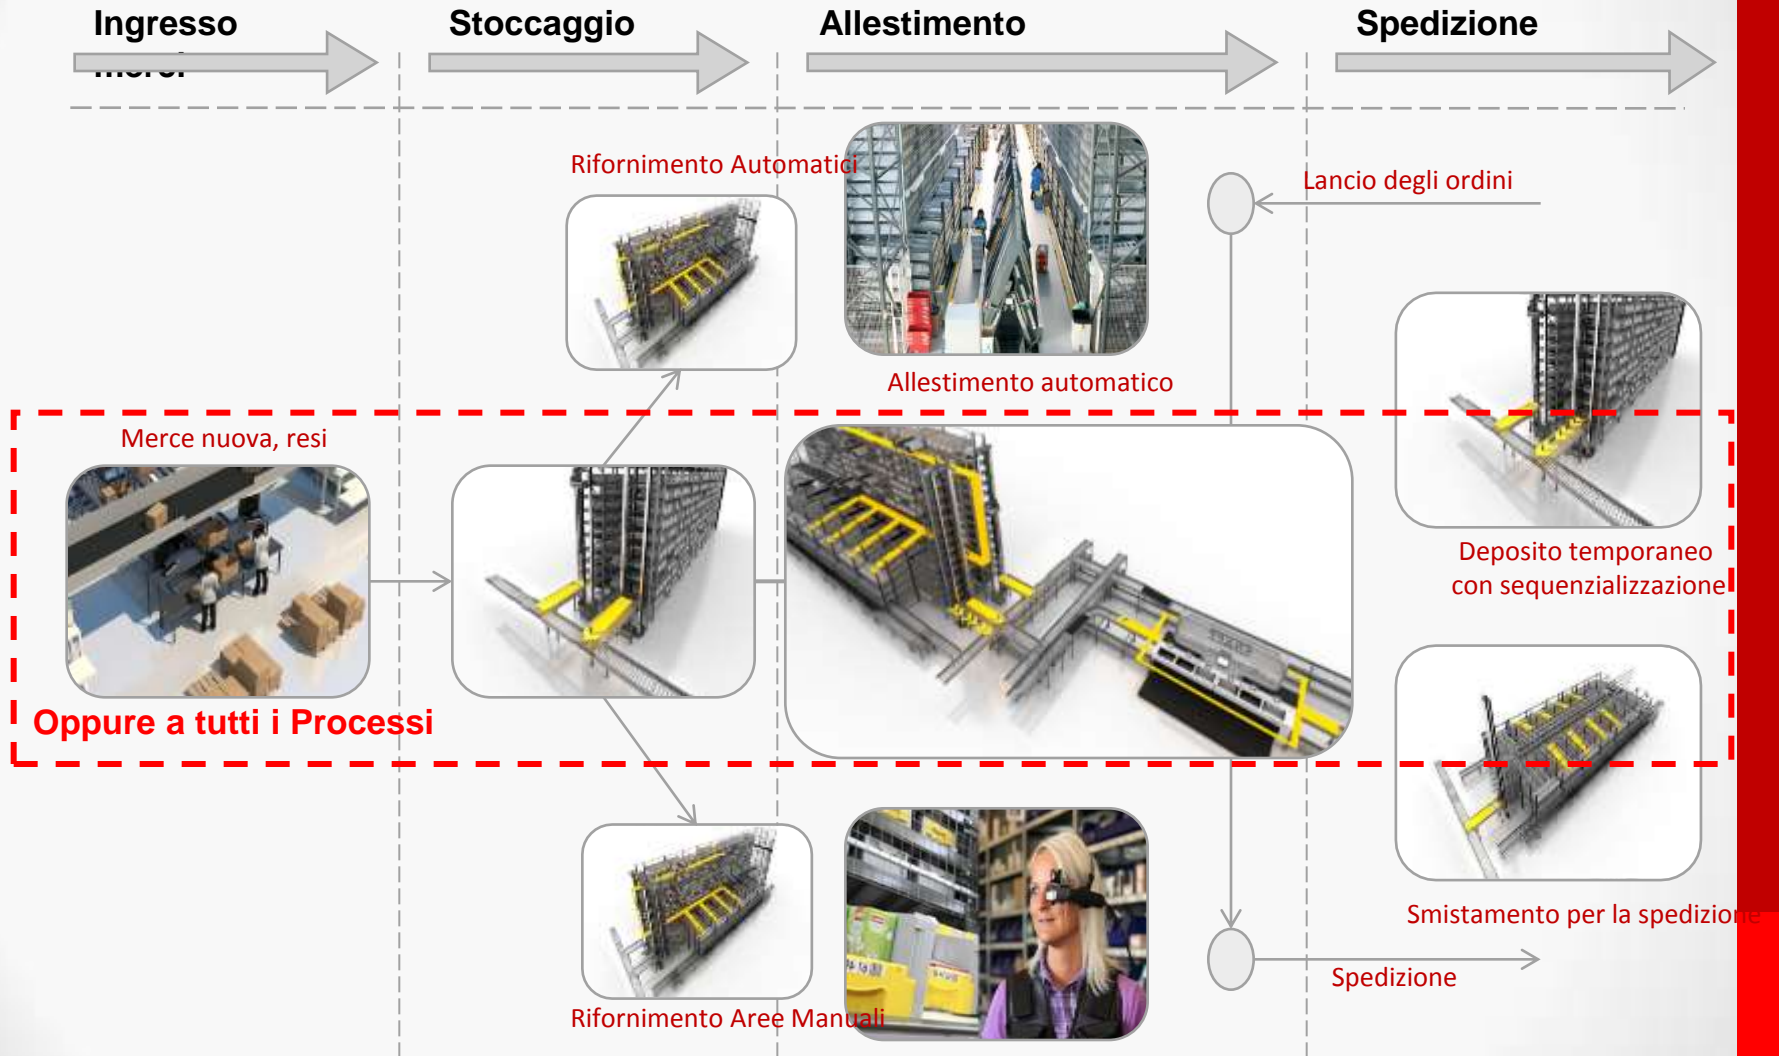 Ingresso
merci
Stoccaggio
Allestimento
Spedizione
Rifornimento Automatici
Lancio degli ordini
Allestimento automatico
Merce nuova, resi
Deposito temporaneo
con sequenzializzazione
Oppure a tutti i Processi
Smistamento per la spedizione
Spedizione
Rifornimento Aree Manuali